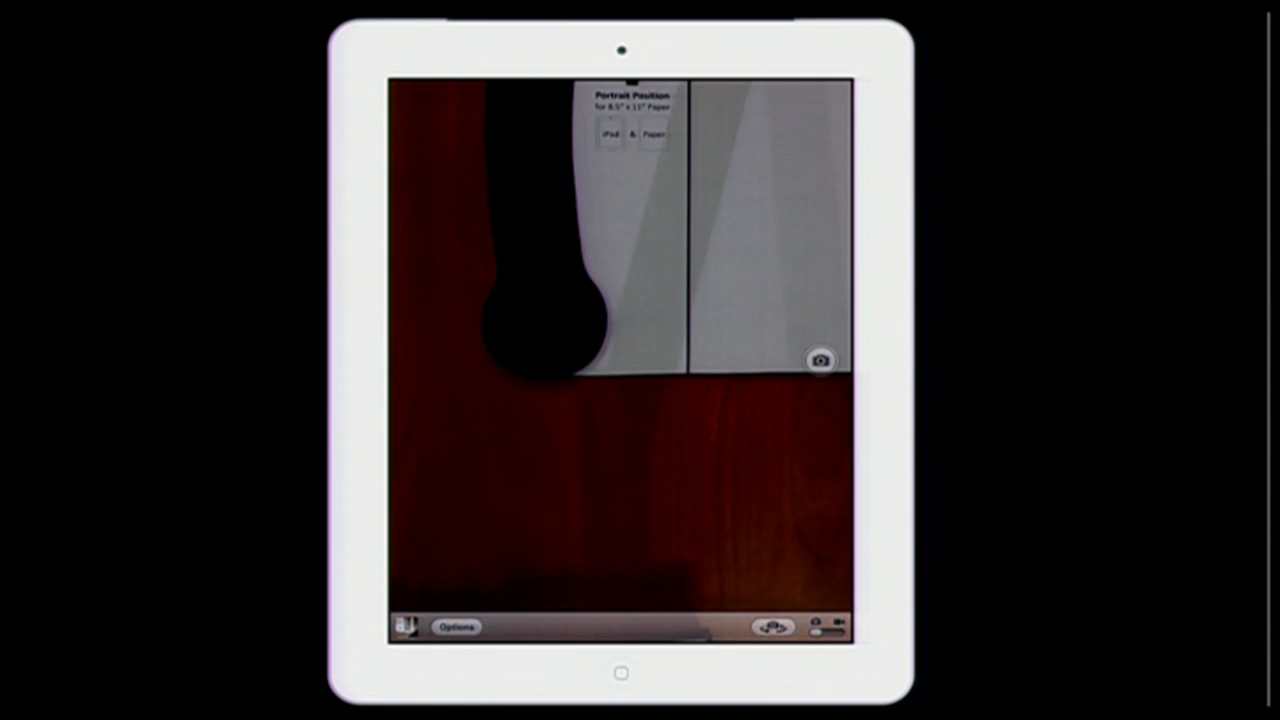 Portrait Position
for 8.5" x 11" Paper
iPad & Paper
Options